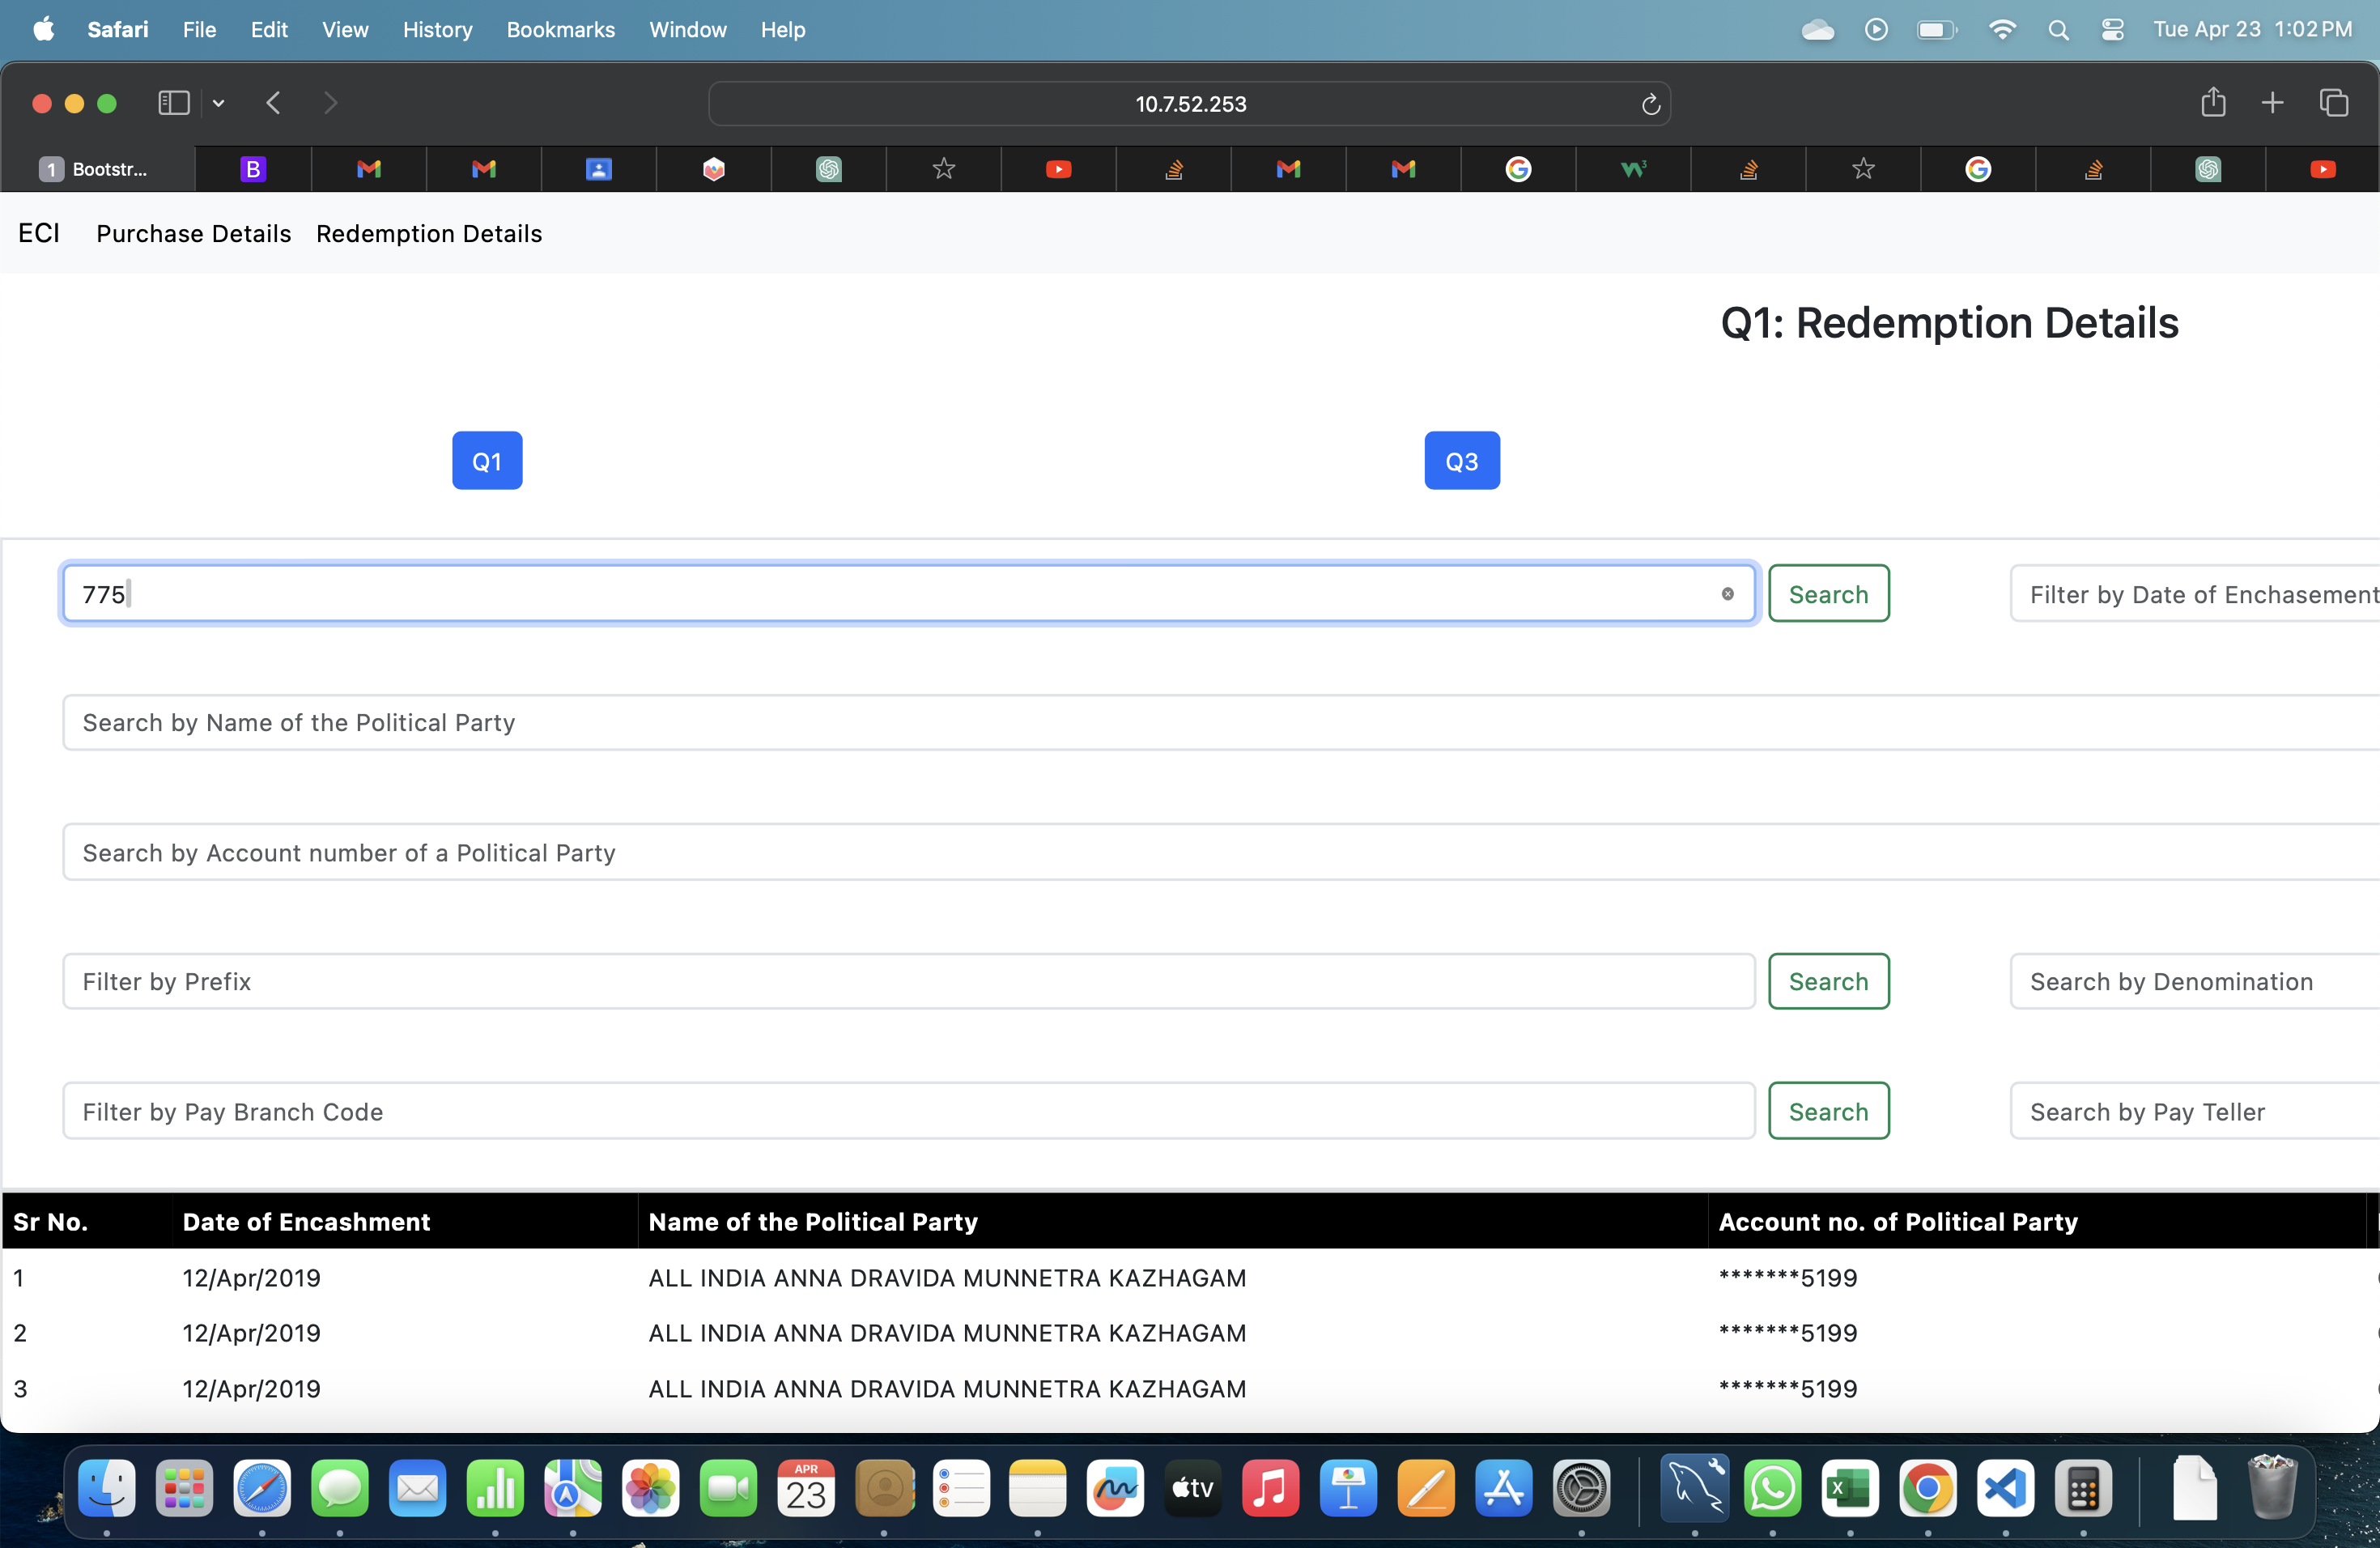 Safari File Edit View History Bookmarks Window Help Tue Apr 23 1:02 PM
10.7.52.253
1 Bootstr... B
ECI Purchase Details Redemption Details
Q1: Redemption Details
Q1 Q3
775 Search Filter by Date of Enchasement
Search by Name of the Political Party
Search by Account number of a Political Party
Filter by Prefix Search Search by Denomination
Filter by Pay Branch Code Search Search by Pay Teller
Sr No. Date of Encashment Name of the Political Party Account no. of Political Party
1 12/Apr/2019 ALL INDIA ANNA DRAVIDA MUNNETRA KAZHAGAM *******5199
2 12/Apr/2019 ALL INDIA ANNA DRAVIDA MUNNETRA KAZHAGAM *******5199
3 12/Apr/2019 ALL INDIA ANNA DRAVIDA MUNNETRA KAZHAGAM *******5199
APR
23
tv
X